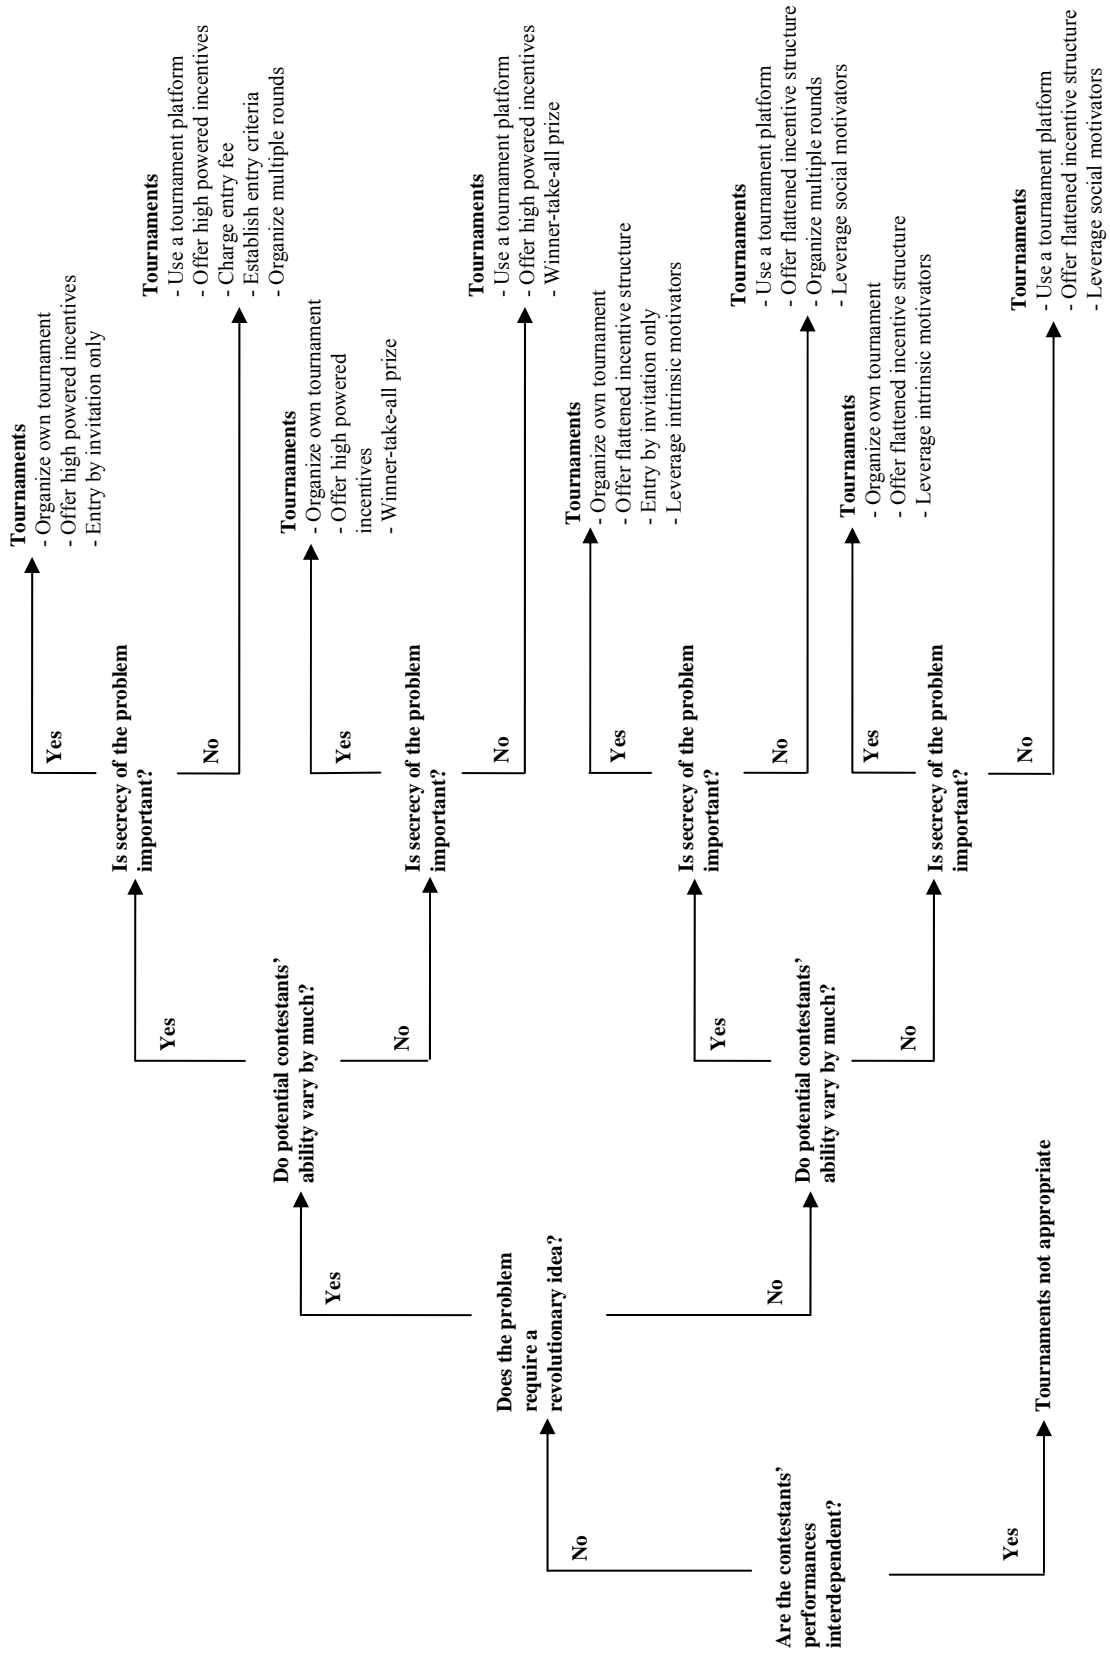 Are the contestants’
performances
interdependent?
No
Yes
Does the problem
require a
revolutionary idea?
Tournaments not appropriate
Yes
No
Do potential contestants’
ability vary by much?
Yes
No
Do potential contestants’
ability vary by much?
Yes
No
Is secrecy of the problem
important?
Yes
No
Is secrecy of the problem
important?
Yes
No
Is secrecy of the problem
important?
Yes
No
Is secrecy of the problem
important?
Yes
No
Tournaments
- Organize own tournament
- Offer high powered incentives
- Entry by invitation only
Tournaments
- Use a tournament platform
- Offer high powered incentives
- Charge entry fee
- Establish entry criteria
- Organize multiple rounds
Tournaments
- Organize own tournament
- Offer high powered
incentives
- Winner-take-all prize
Tournaments
- Use a tournament platform
- Offer high powered incentives
- Winner-take-all prize
Tournaments
- Organize own tournament
- Offer flattened incentive structure
- Entry by invitation only
- Leverage intrinsic motivators
Tournaments
- Use a tournament platform
- Offer flattened incentive structure
- Organize multiple rounds
- Leverage social motivators
Tournaments
- Organize own tournament
- Offer flattened incentive structure
- Leverage intrinsic motivators
Tournaments
- Use a tournament platform
- Offer flattened incentive structure
- Leverage social motivators